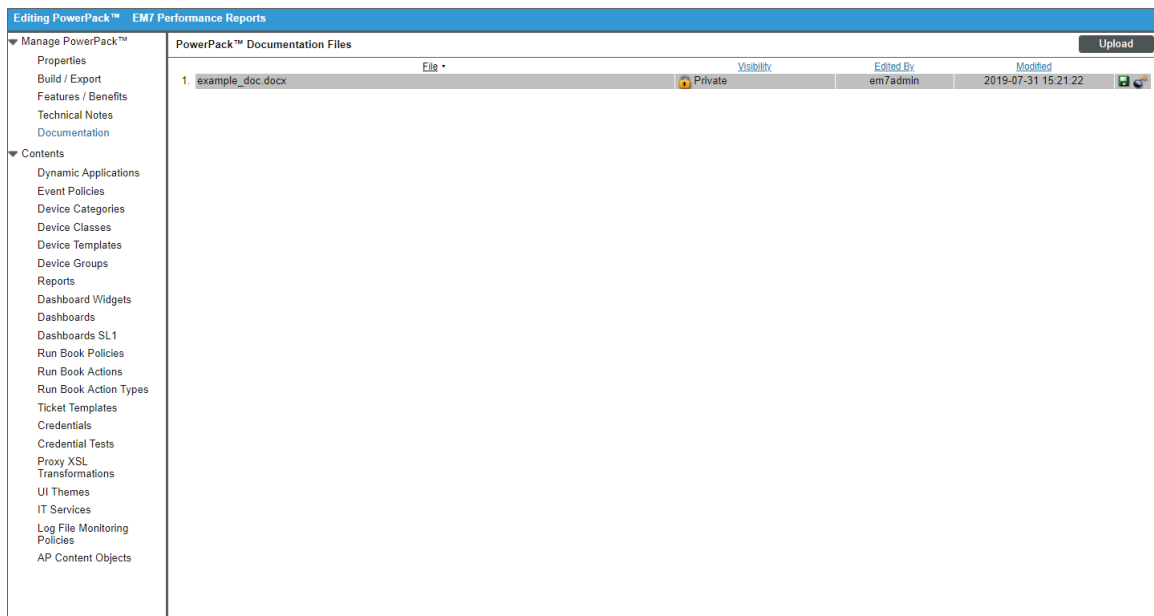 Editing PowerPack™ EM7 Performance Reports
Manage PowerPack™
Properties
Build / Export
Features / Benefits
Technical Notes
Documentation
Contents
Dynamic Applications
Event Policies
Device Categories
Device Classes
Device Templates
Device Groups
Reports
Dashboard Widgets
Dashboards
Dashboards SL1
Run Book Policies
Run Book Actions
Run Book Action Types
Ticket Templates
Credentials
Credential Tests
Proxy XSL
Transformations
UI Themes
IT Services
Log File Monitoring
Policies
AP Content Objects
PowerPack™ Documentation Files Upload
File • Visibility Edited By Modified
1. example_doc.docx Private em7admin 2019-07-31 15:21:22